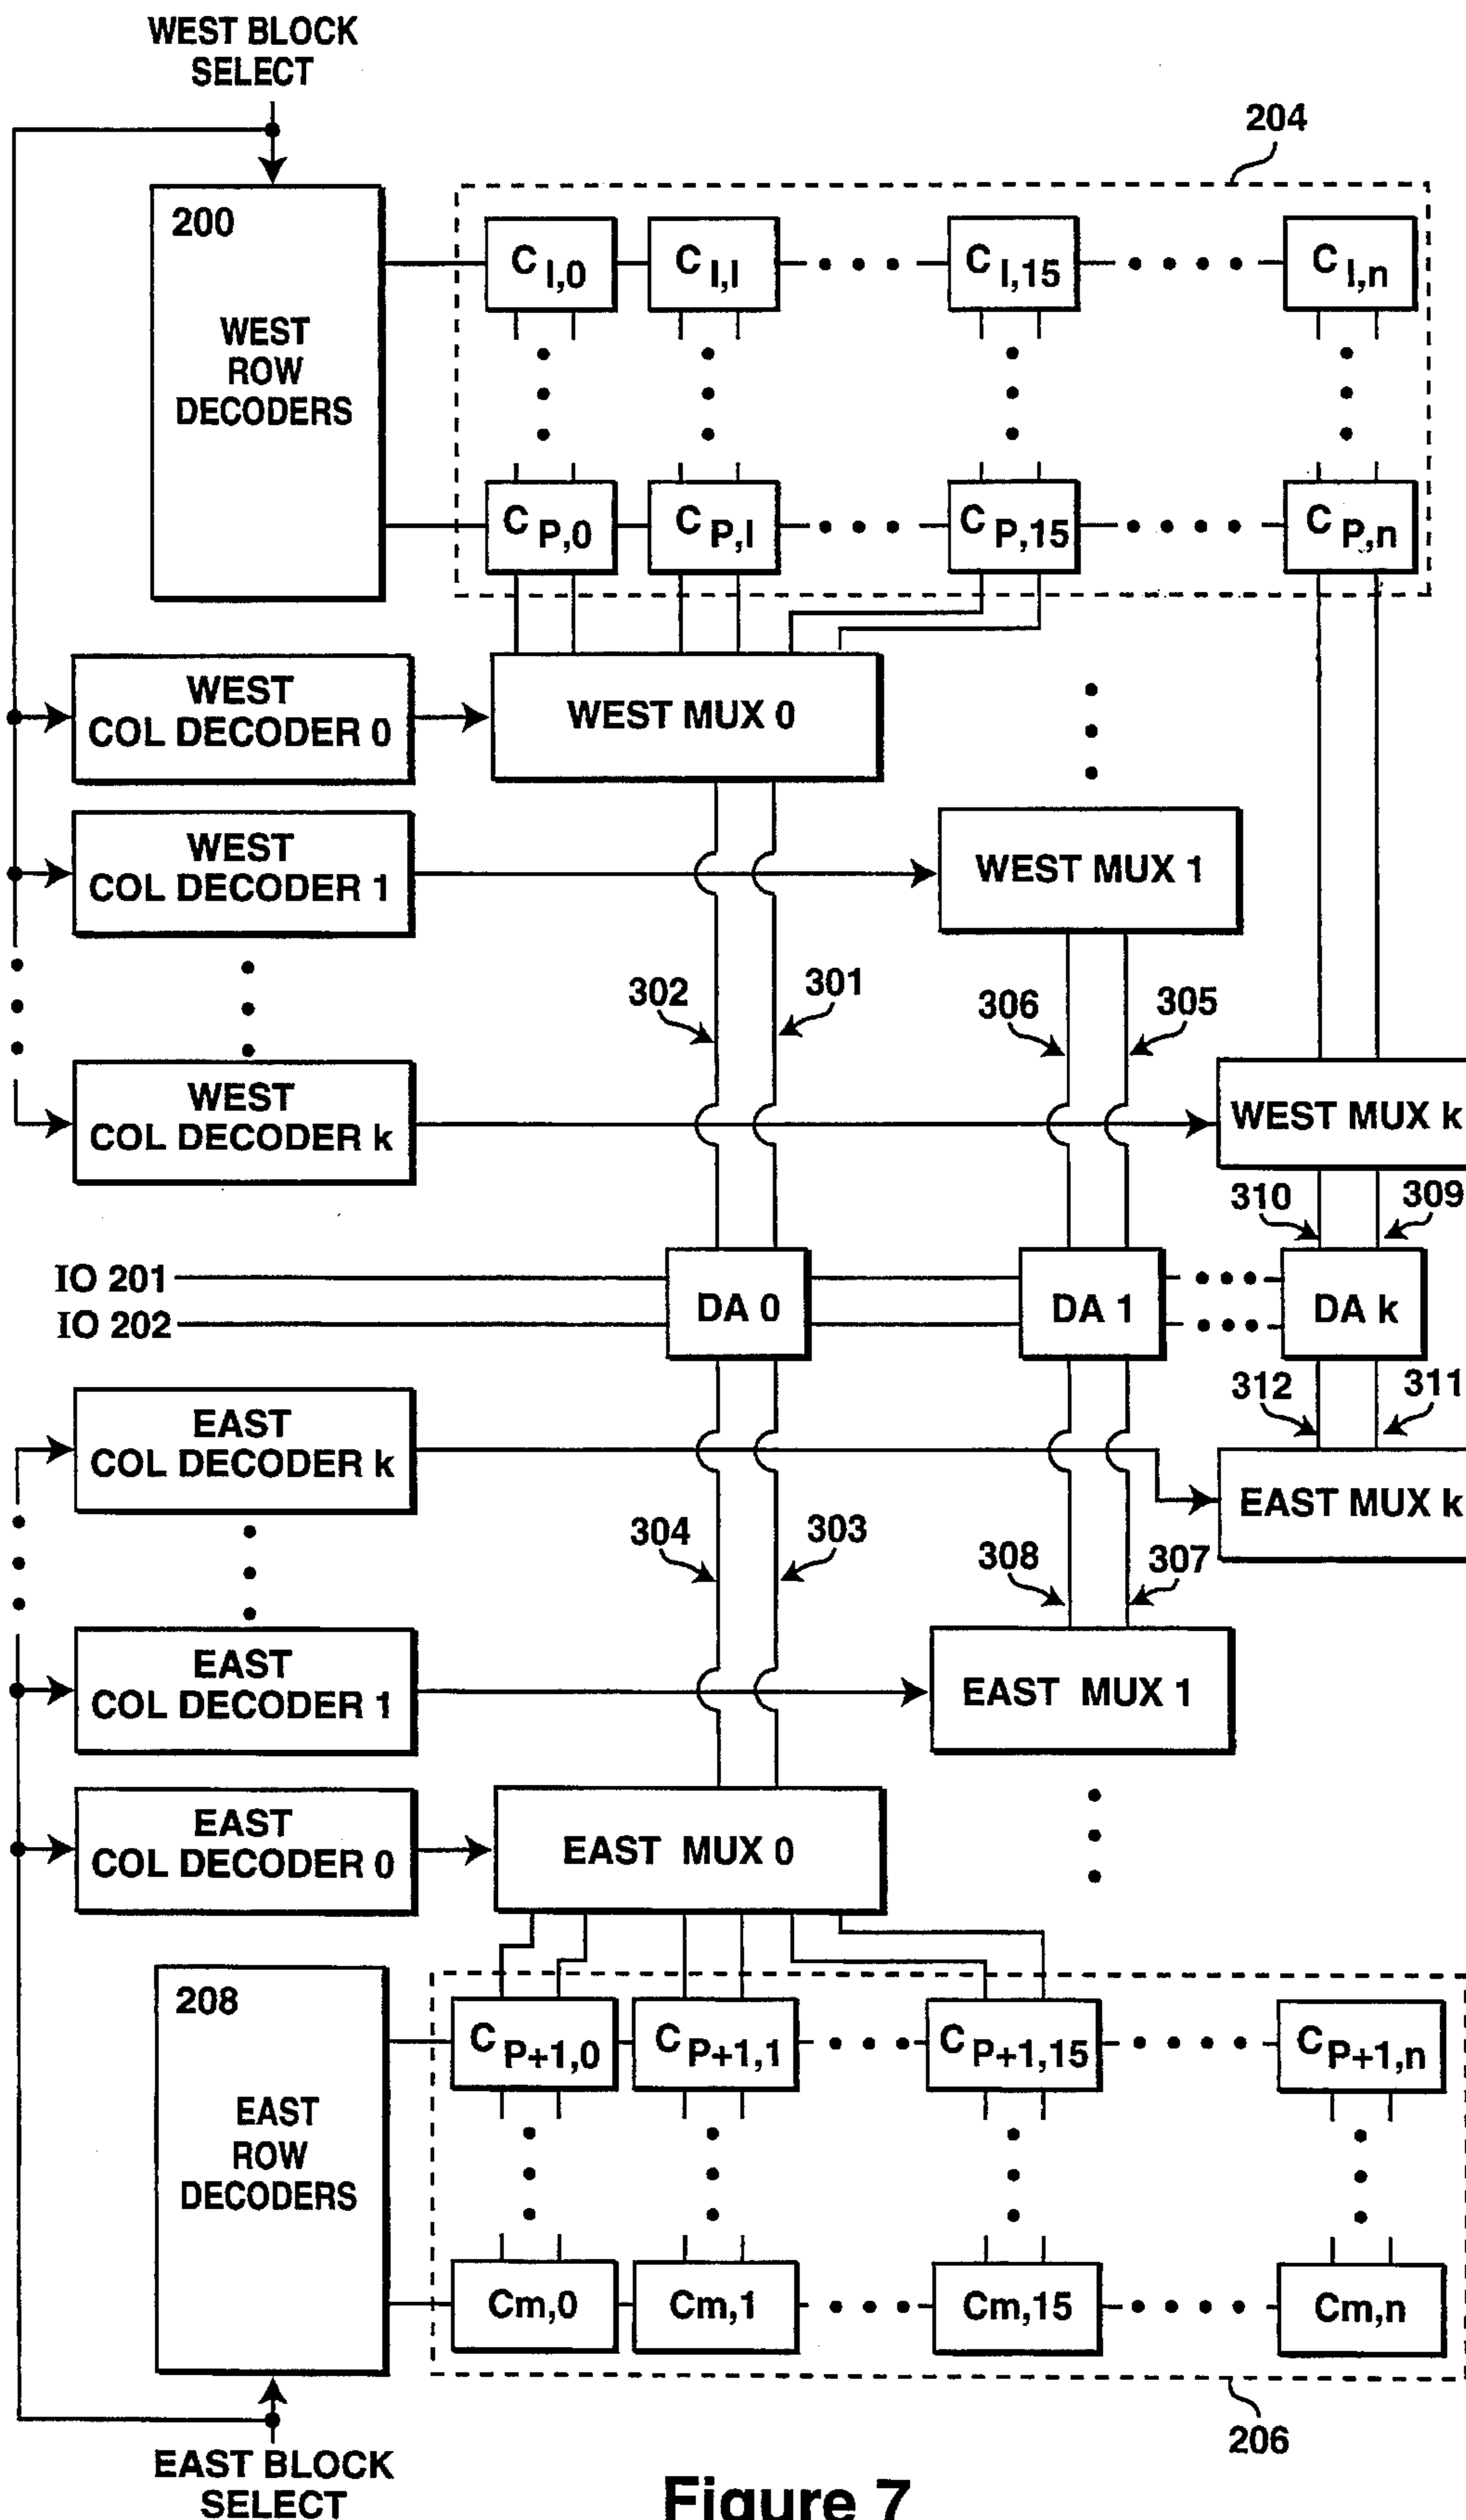 WEST BLOCK
SELECT
204
200
WEST
ROW
DECODERS
C I,0
C I,I
C I,15
C I,n
C P,0
C P,I
C P,15
C P,n
WEST
COL DECODER 0
WEST MUX 0
WEST
COL DECODER 1
WEST MUX 1
302
301
306
305
WEST
COL DECODER k
WEST MUX k
310
309
IO 201
IO 202
DA 0
DA 1
DA k
312
311
EAST
COL DECODER k
EAST MUX k
304
303
308
307
EAST
COL DECODER 1
EAST MUX 1
EAST
COL DECODER 0
EAST MUX 0
208
EAST
ROW
DECODERS
C P+1,0
C P+1,1
C P+1,15
C P+1,n
Cm,0
Cm,1
Cm,15
Cm,n
206
EAST BLOCK
SELECT
Figure 7